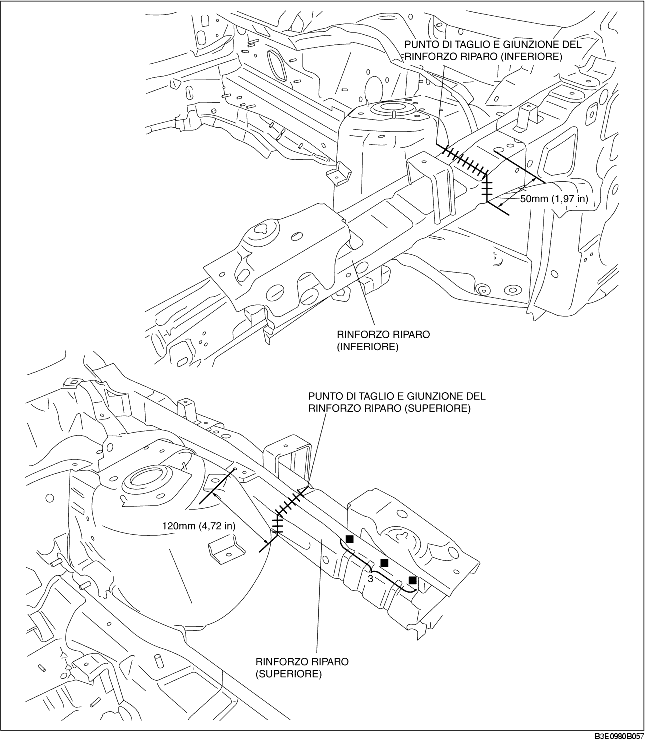 PUNTO DI TAGLIO E GIUNZIONE DEL
RINFORZO RIPARO (INFERIORE)
50mm (1,97 in)
RINFORZO RIPARO
(INFERIORE)
PUNTO DI TAGLIO E GIUNZIONE DEL
RINFORZO RIPARO (SUPERIORE)
120mm (4,72 in)
3
RINFORZO RIPARO
(SUPERIORE)
B3E0980B057